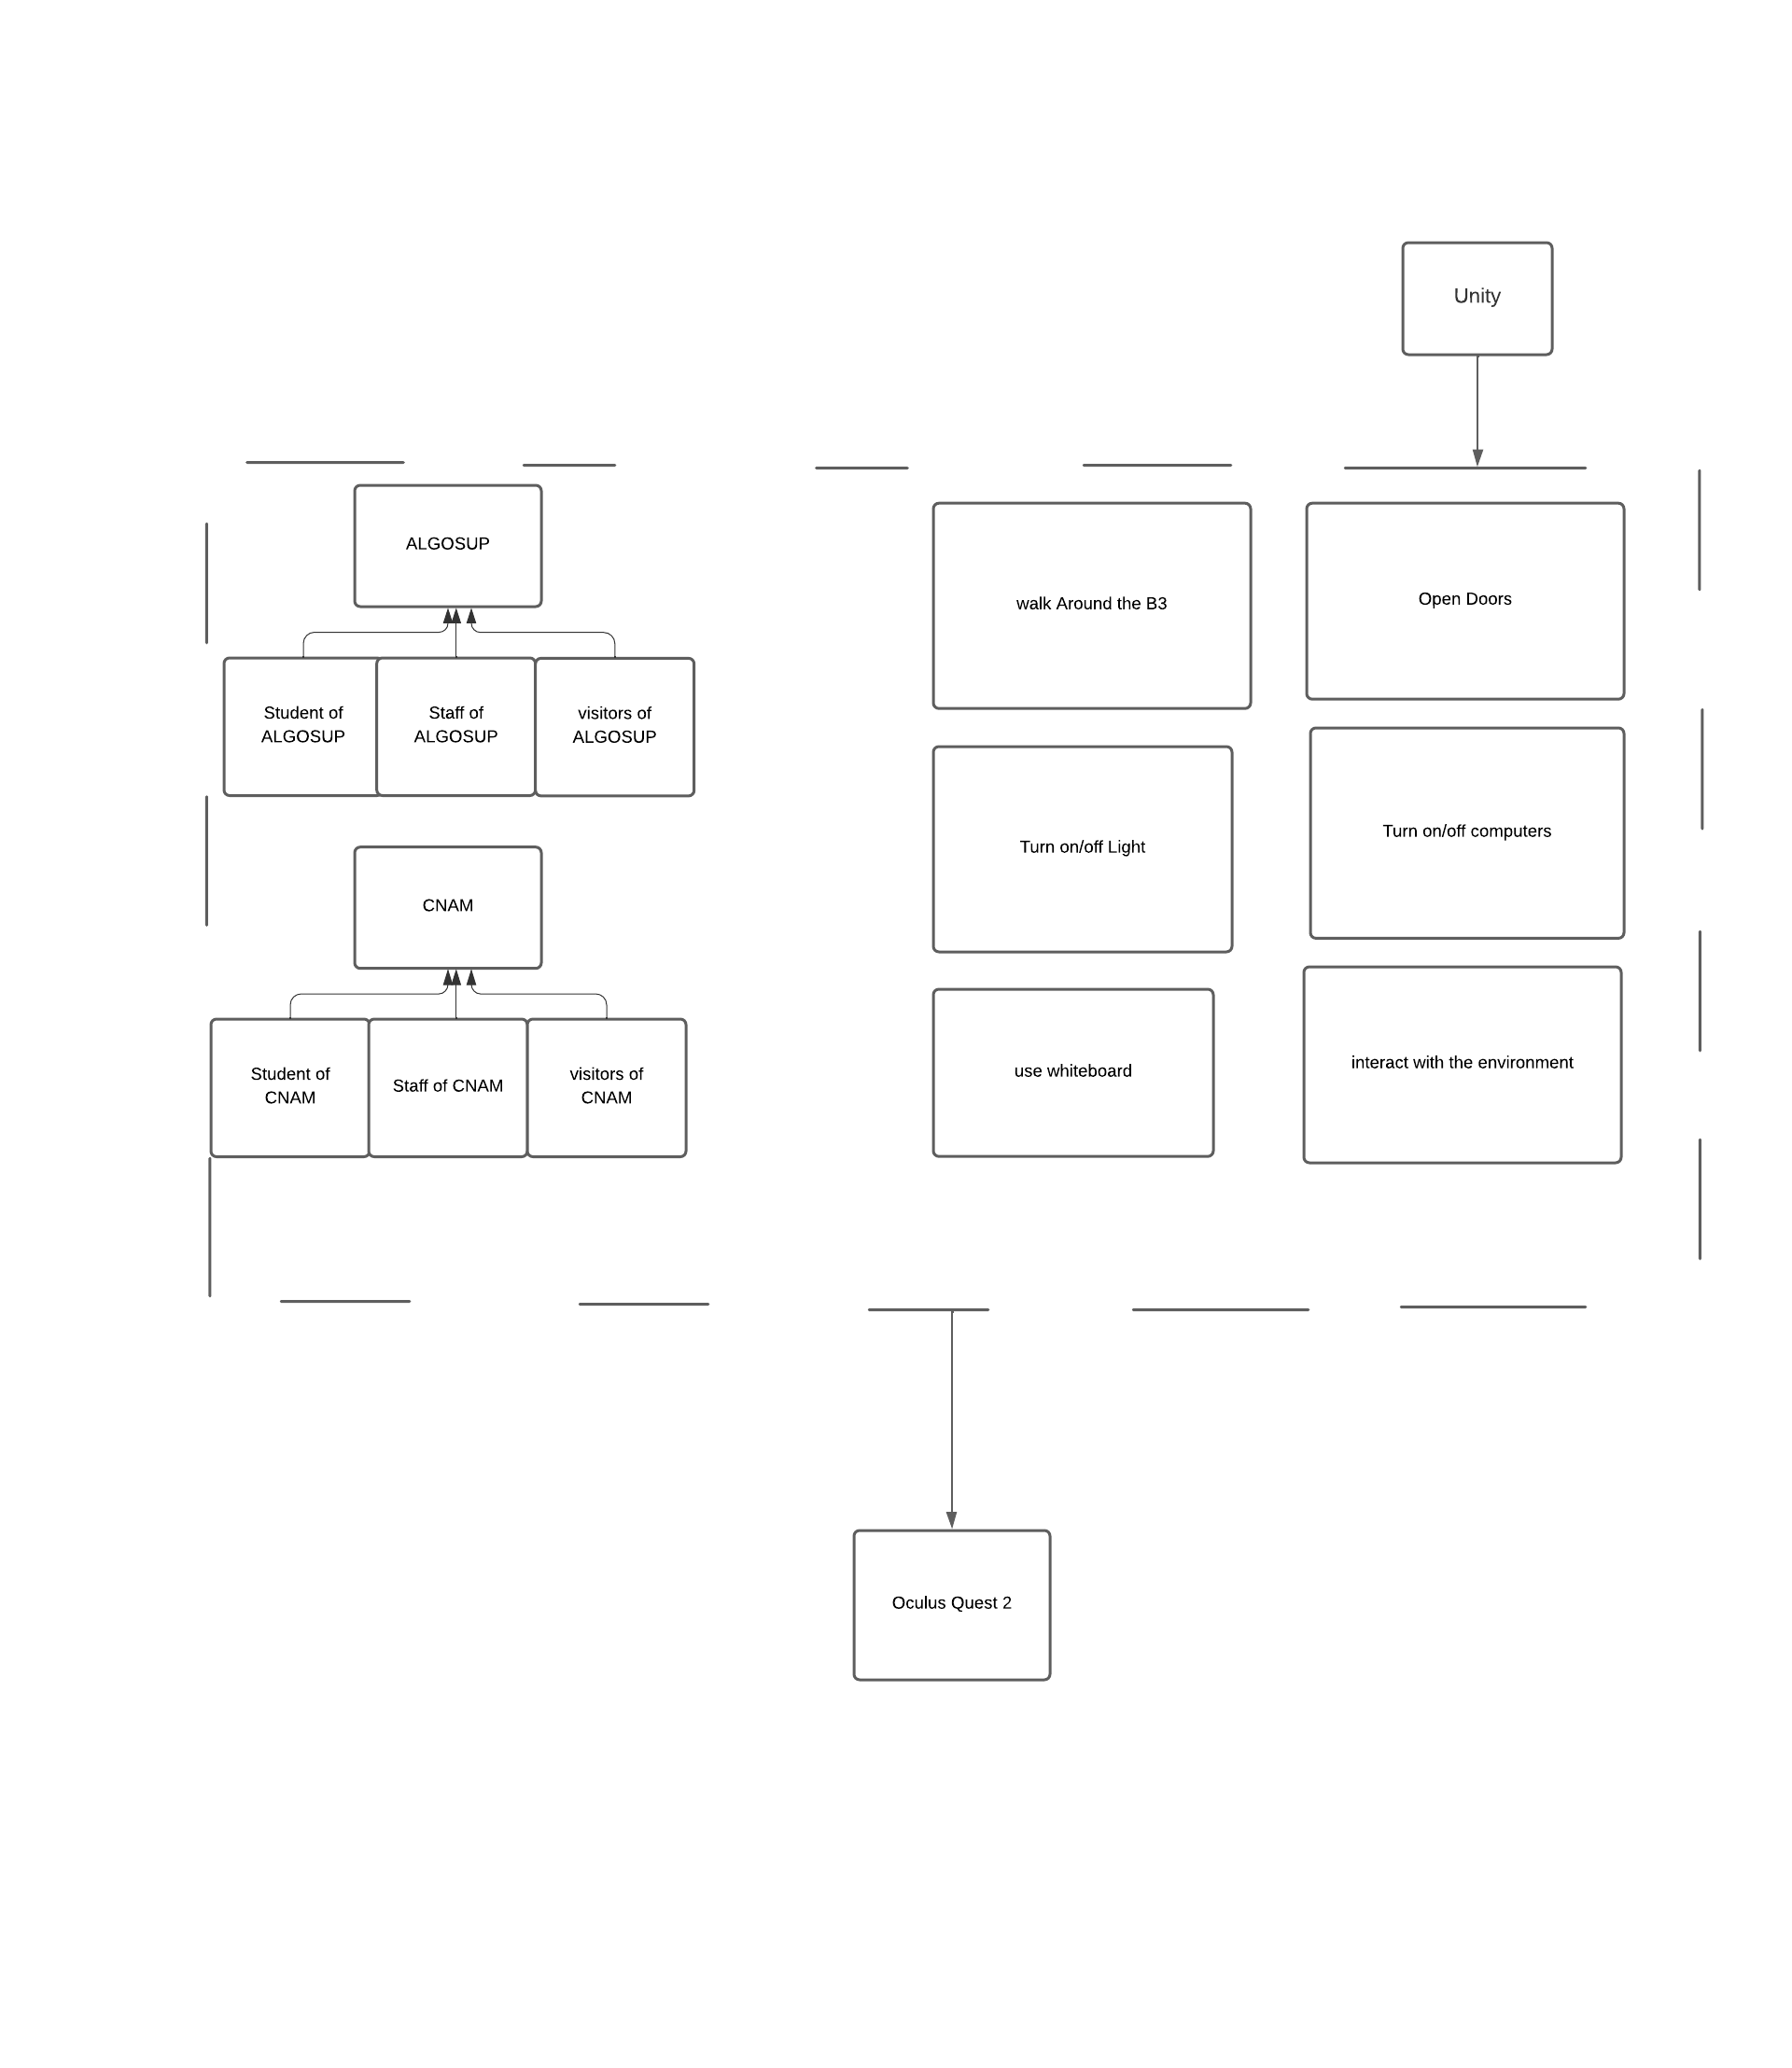 Unity
ALGOSUP
Student of
ALGOSUP
Staff of
ALGOSUP
visitors of
ALGOSUP
CNAM
Student of
CNAM
Staff of CNAM
visitors of
CNAM
walk Around the B3
Open Doors
Turn on/off Light
Turn on/off computers
use whiteboard
interact with the environment
Oculus Quest 2